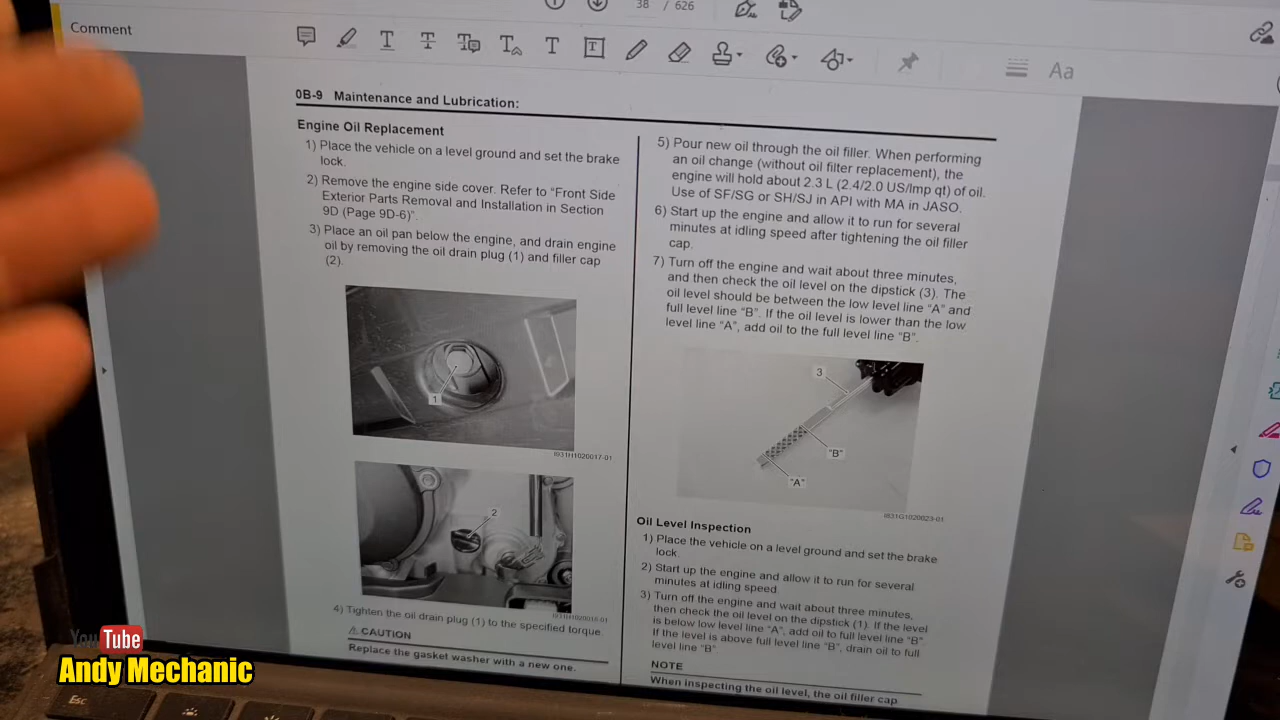 38 / 626
Comment
Aa
0B-9 Maintenance and Lubrication:
Engine Oil Replacement
1) Place the vehicle on a level ground and set the brake
lock.
2) Remove the engine side cover. Refer to “Front Side
Exterior Parts Removal and Installation in Section
9D (Page 9D-6)”.
3) Place an oil pan below the engine, and drain engine
oil by removing the oil drain plug (1) and filler cap
(2).
1
I931H1020017-01
2
I931H1020018-01
4) Tighten the oil drain plug (1) to the specified torque.
CAUTION
Replace the gasket washer with a new one.
5) Pour new oil through the oil filler. When performing
an oil change (without oil filter replacement), the
engine will hold about 2.3 L (2.4/2.0 US/Imp qt) of oil.
Use of SF/SG or SH/SJ in API with MA in JASO.
6) Start up the engine and allow it to run for several
minutes at idling speed after tightening the oil filler
cap.
7) Turn off the engine and wait about three minutes,
and then check the oil level on the dipstick (3). The
oil level should be between the low level line “A” and
full level line “B”. If the oil level is lower than the low
level line “A”, add oil to the full level line “B”.
3
“B”
“A”
I931G1020823-01
Oil Level Inspection
1) Place the vehicle on a level ground and set the brake
lock.
2) Start up the engine and allow it to run for several
minutes at idling speed.
3) Turn off the engine and wait about three minutes,
then check the oil level on the dipstick (1). If the level
is below low level line “A”, add oil to full level line “B”.
If the level is above full level line “B”, drain oil to full
level line “B”
NOTE
When inspecting the oil level, the oil filler cap
YouTube
Andy Mechanic
Esc